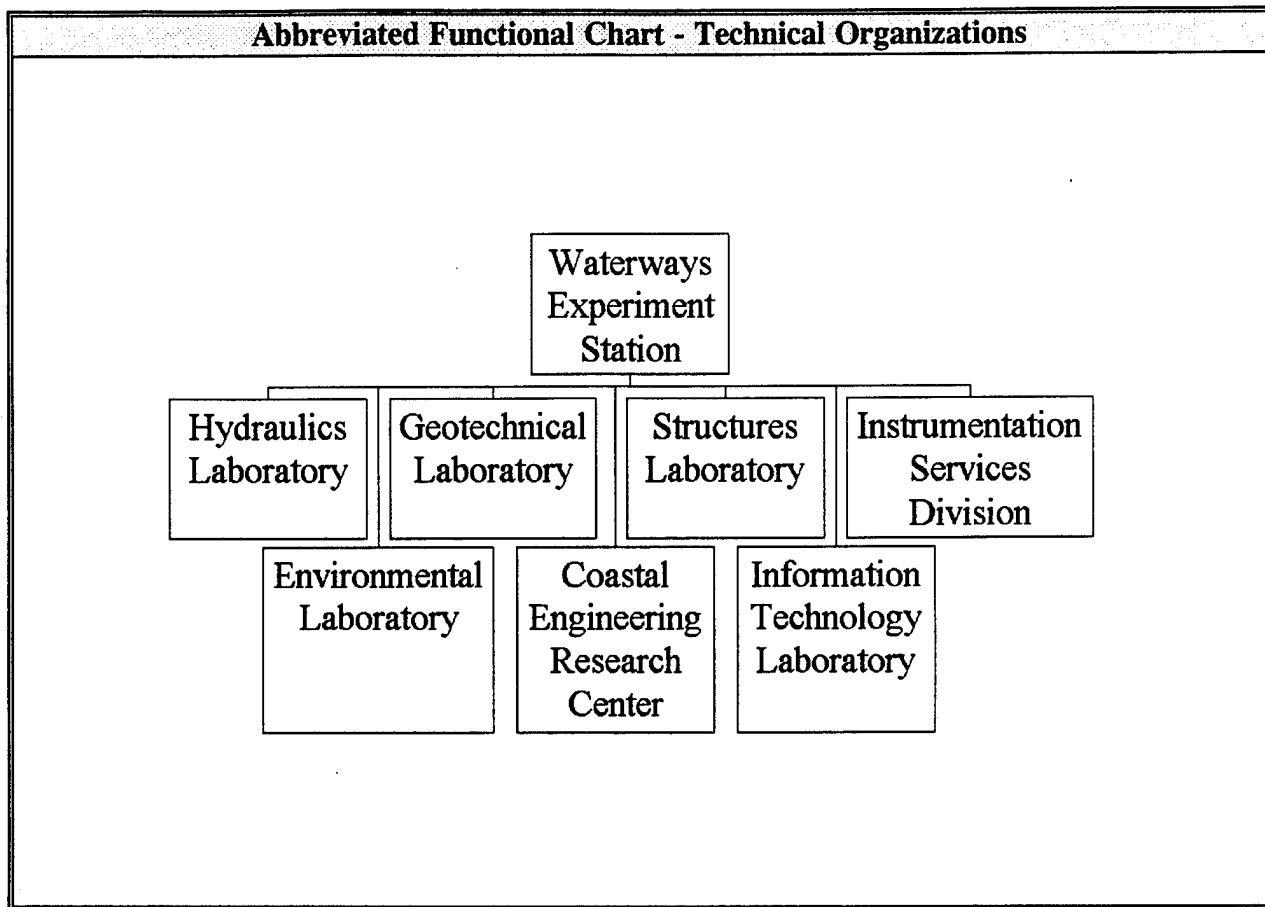 Abbreviated Functional Chart - Technical Organizations
Waterways
Experiment
Station
Hydraulics
Laboratory
Geotechnical
Laboratory
Structures
Laboratory
Instrumentation
Services
Division
Environmental
Laboratory
Coastal
Engineering
Research
Center
Information
Technology
Laboratory